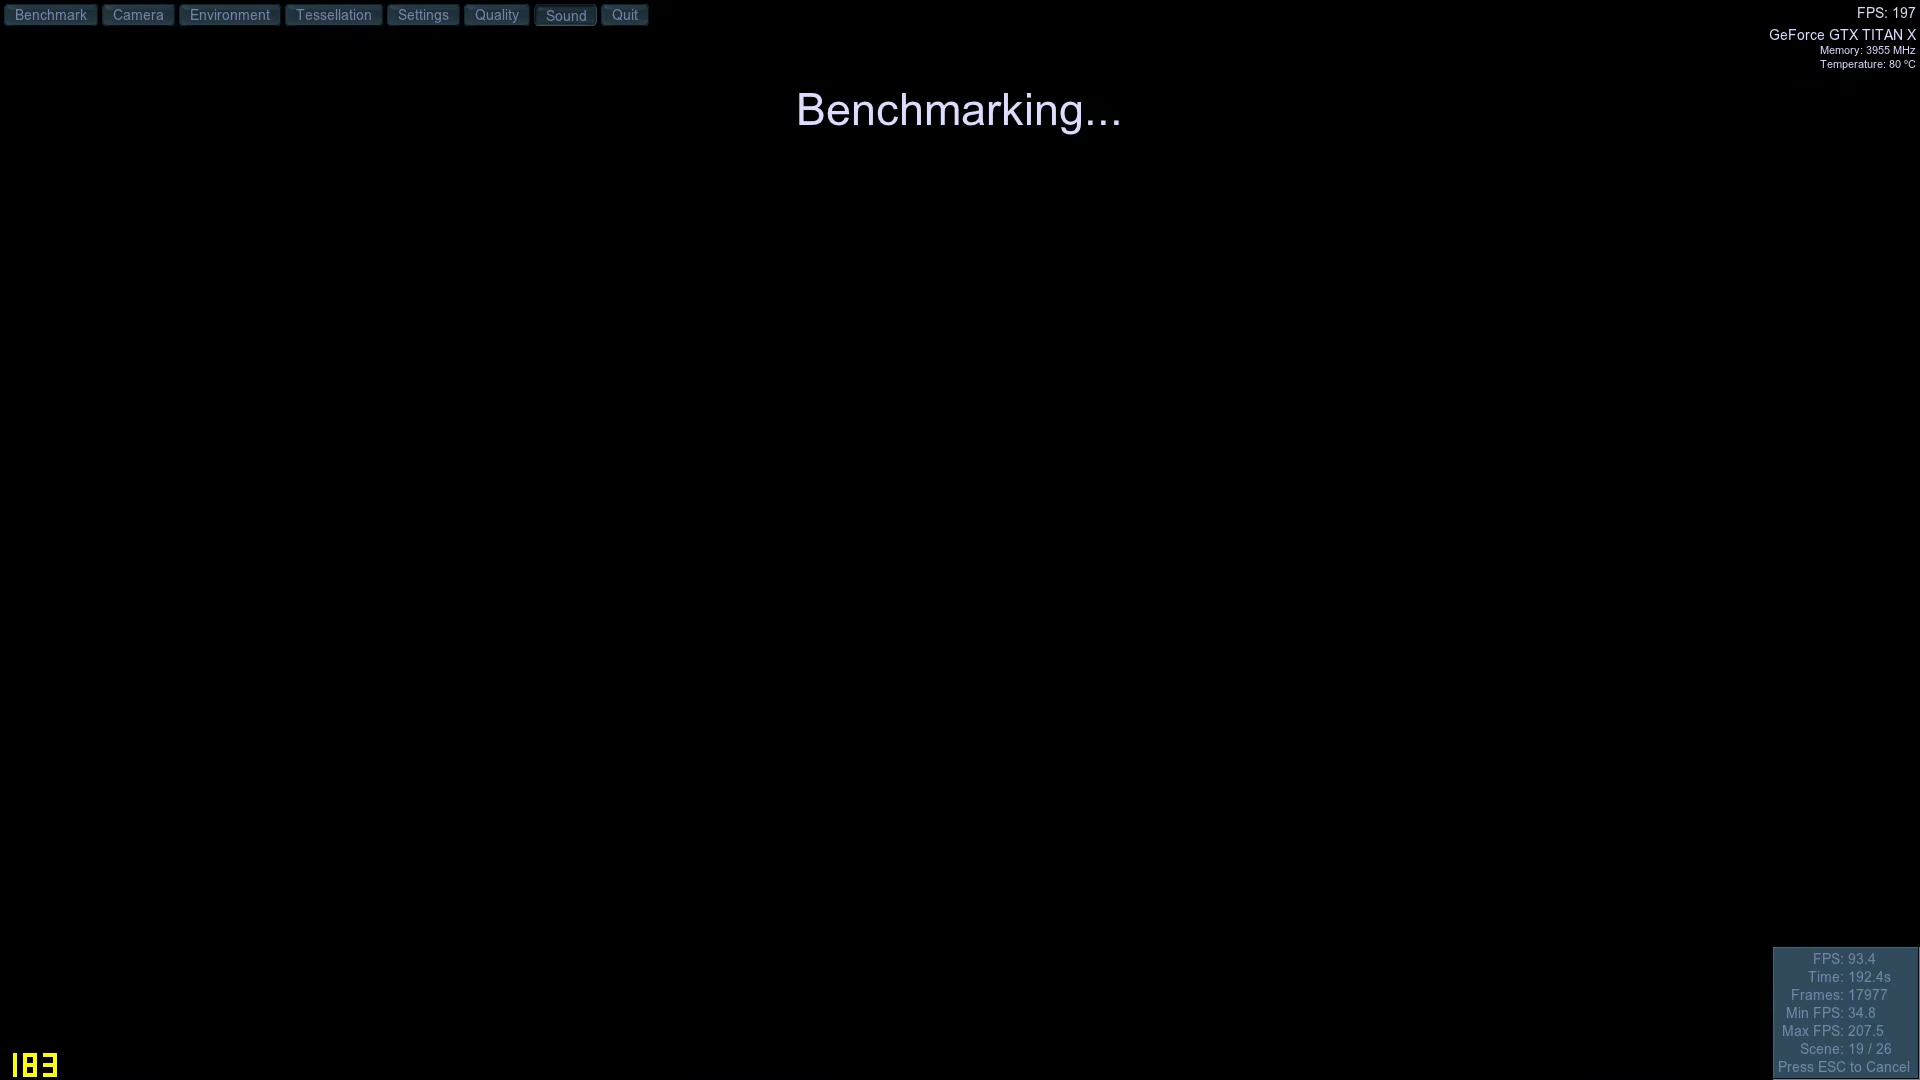 Benchmark Camera Environment Tessellation Settings Quality Sound Quit
FPS: 197
GeForce GTX TITAN X
Memory: 3955 MHz
Temperature: 80 °C
Benchmarking...
FPS: 93.4
Time: 192.4s
Frames: 17977
Min FPS: 34.8
Max FPS: 207.5
Scene: 19 / 26
Press ESC to Cancel
183